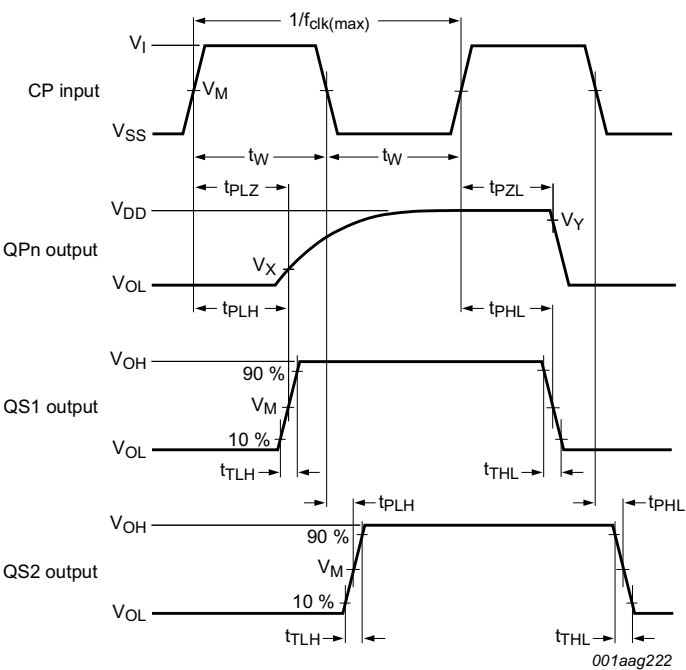 1/fclk(max)
VI
CP input
VM
VSS
tW
tW
tPLZ
tPZL
VDD
VY
QPn output
VX
VOL
tPLH
tPHL
VOH
90 %
QS1 output
VM
10 %
VOL
tTLH
tTHL
tPLH
tPHL
VOH
90 %
QS2 output
VM
10 %
VOL
tTLH
tTHL
001aag222